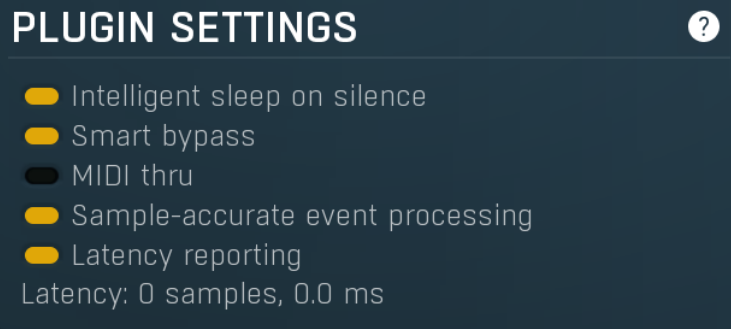 PLUGIN SETTINGS ?
Intelligent sleep on silence
Smart bypass
MIDI thru
Sample-accurate event processing
Latency reporting
Latency: 0 samples, 0.0 ms